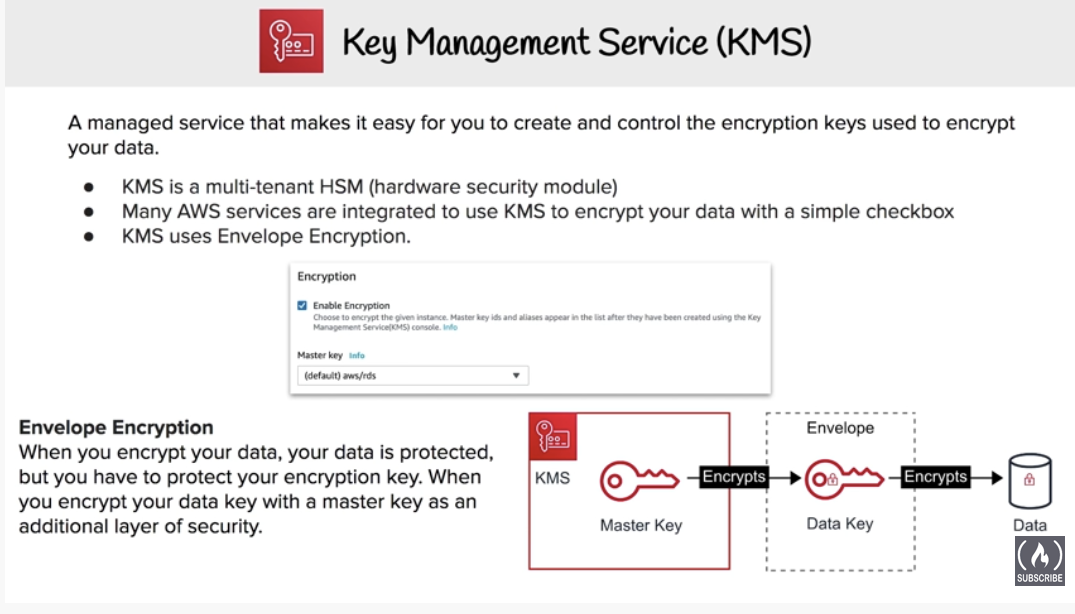 Key Management Service (KMS)
A managed service that makes it easy for you to create and control the encryption keys used to encrypt
your data.
● KMS is a multi-tenant HSM (hardware security module)
● Many AWS services are integrated to use KMS to encrypt your data with a simple checkbox
● KMS uses Envelope Encryption.
Encryption
Enable Encryption
Choose to encrypt the given instance. Master key ids and aliases appear in the list after they have been created using the Key
Management Service(KMS) console. Info
Master key Info
(default) aws/rds
Envelope Encryption
When you encrypt your data, your data is protected,
but you have to protect your encryption key. When
you encrypt your data key with a master key as an
additional layer of security.
KMS
Master Key
Encrypts
Envelope
Data Key
Encrypts
Data
SUBSCRIBE